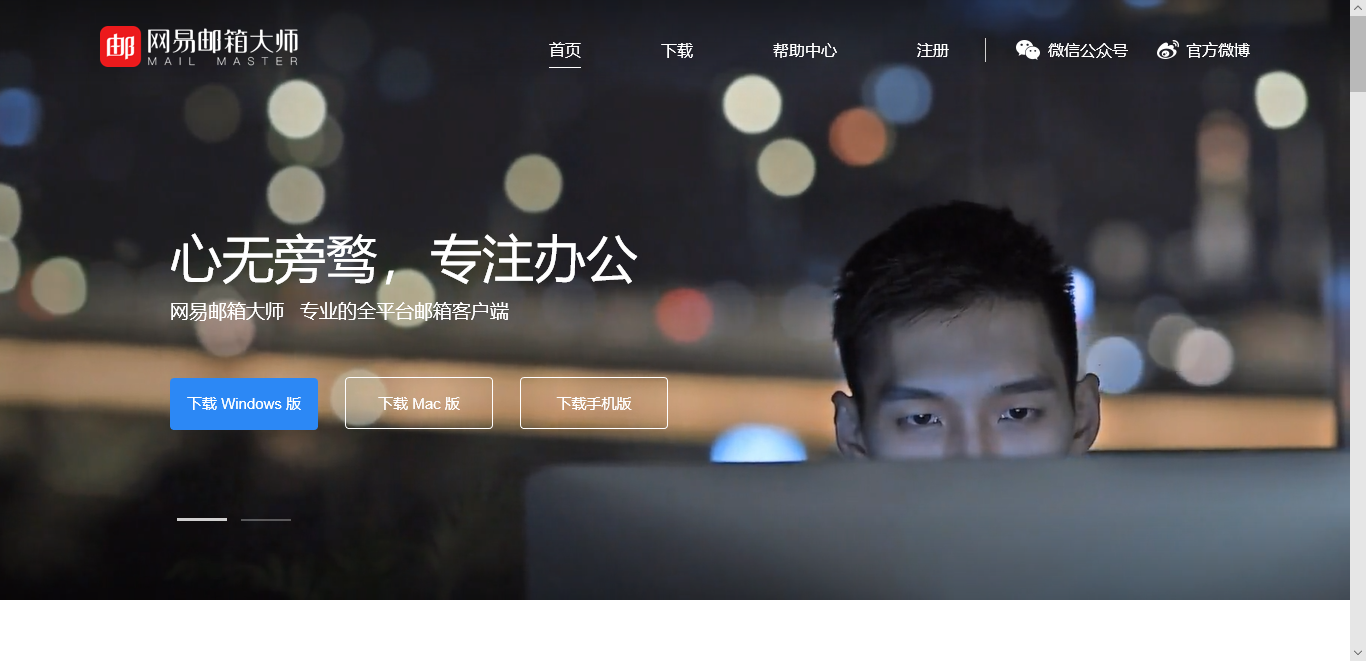 邮 网易邮箱大师
MAIL MASTER
首页 下载 帮助中心 注册 微信公众号 官方微博
心无旁骛，专注办公
网易邮箱大师 专业的全平台邮箱客户端
下载 Windows 版 下载 Mac 版 下载手机版